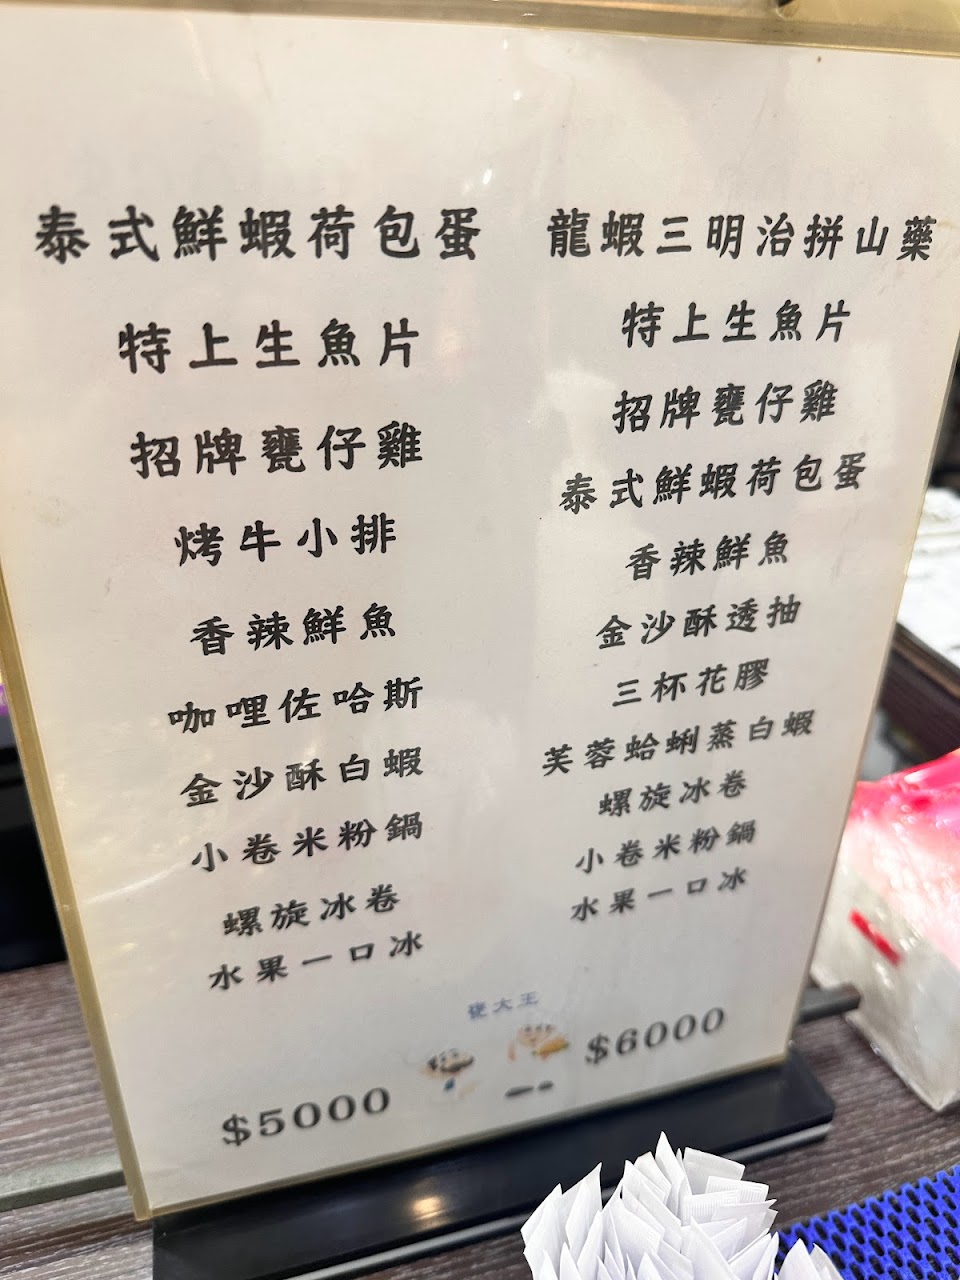 泰式鮮蝦荷包蛋
特上生魚片
招牌甕仔雞
烤牛小排
香辣鮮魚
咖哩佐哈斯
金沙酥白蝦
小卷米粉鍋
螺旋冰卷
水果一口冰
$5000
龍蝦三明治拼山藥
特上生魚片
招牌甕仔雞
泰式鮮蝦荷包蛋
香辣鮮魚
金沙酥透抽
三杯花膠
芙蓉蛤蜊蒸白蝦
螺旋冰卷
小卷米粉鍋
水果一口冰
$6000
甕大王